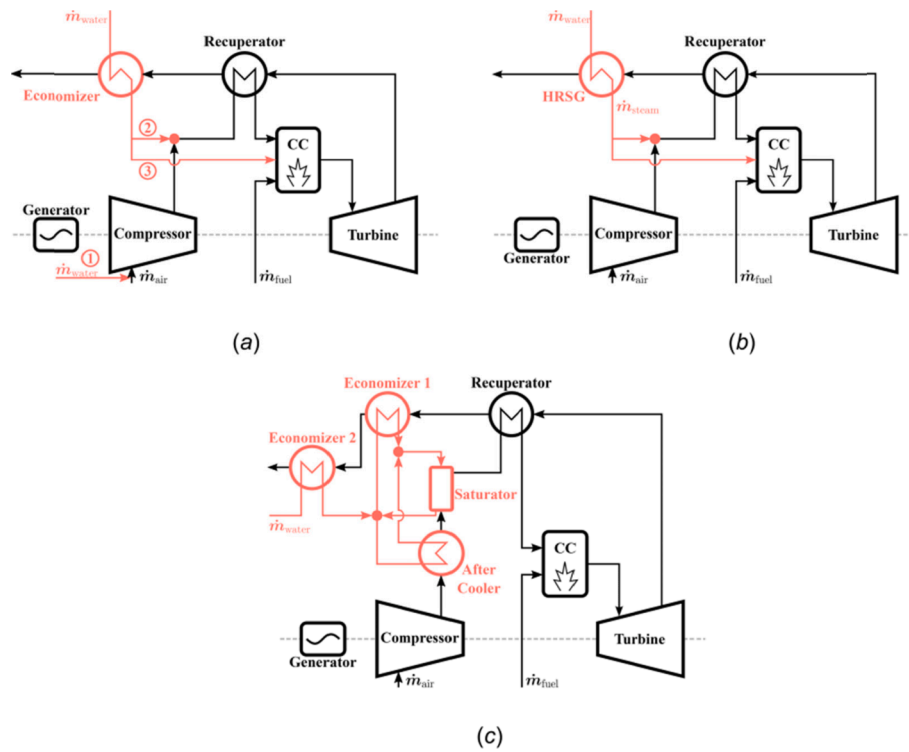 ṁwater
Recuperator
Economizer
②
③
CC
Generator
Compressor
Turbine
①
ṁwater
ṁair
ṁfuel
(a)
ṁwater
Recuperator
HRSG
ṁsteam
CC
Compressor
Turbine
Generator
ṁair
ṁfuel
(b)
Economizer 1
Recuperator
Economizer 2
Saturator
ṁwater
CC
After
Cooler
Compressor
Turbine
Generator
ṁair
ṁfuel
(c)